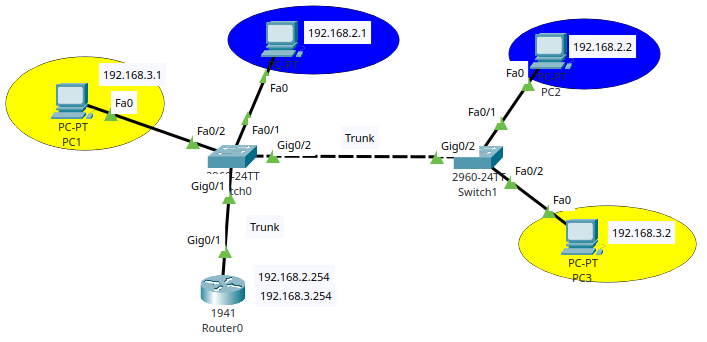 192.168.2.1
Fa0
192.168.3.1
Fa0
PC-PT
PC1
Fa0/2
Fa0/1
Gig0/2
Trunk
Gig0/2
2960-24TT
Switch1
192.168.2.2
Fa0
PC2
Fa0/1
Fa0/2
Fa0
192.168.3.2
PC-PT
PC3
Gig0/1
Trunk
Gig0/1
192.168.2.254
192.168.3.254
1941
Router0